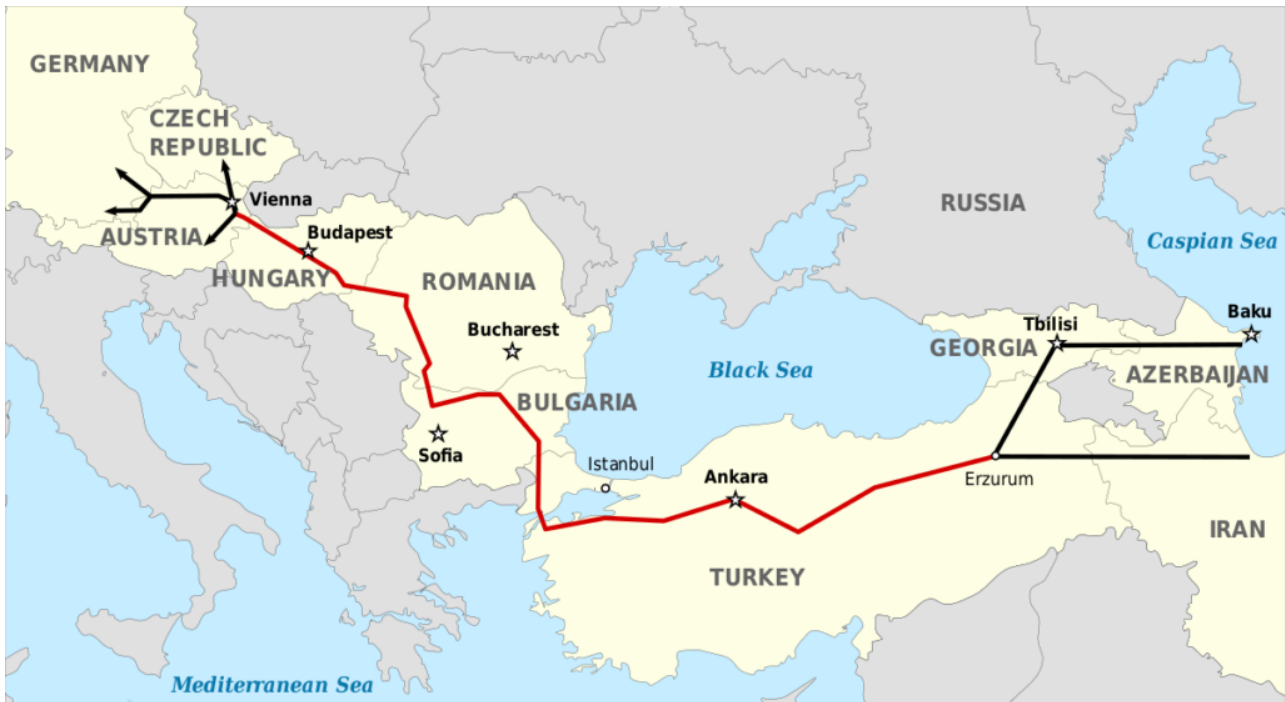 GERMANY
CZECH
REPUBLIC
Vienna
RUSSIA
Budapest
AUSTRIA
Caspian Sea
HUNGARY
ROMANIA
Baku
Tbilisi
Bucharest
GEORGIA
Black Sea
AZERBAIJAN
BULGARIA
Sofia
Istanbul
Ankara
Erzurum
IRAN
TURKEY
Mediterranean Sea